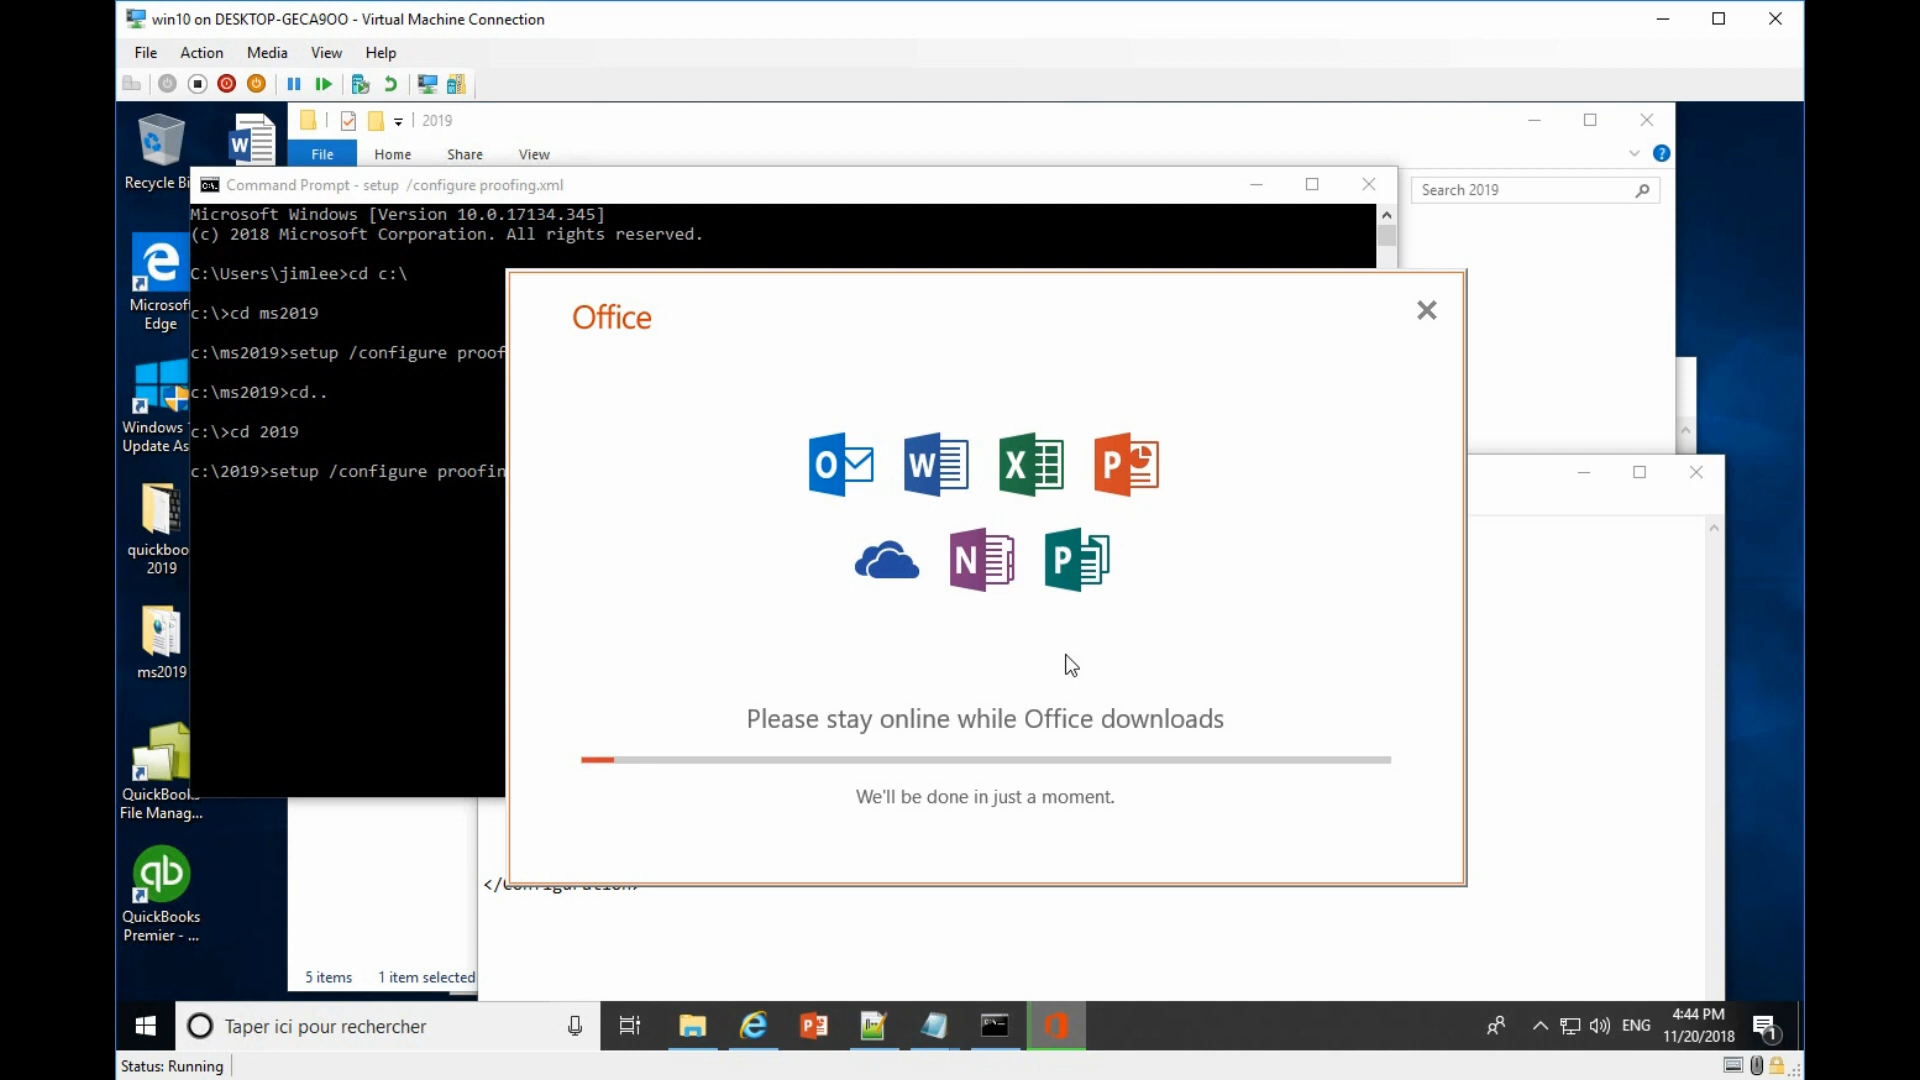 win10 on DESKTOP-GECA9OO - Virtual Machine Connection
File Action Media View Help
2019
File Home Share View
Command Prompt - setup /configure proofing.xml
Search 2019
Microsoft Windows [Version 10.0.17134.345]
(c) 2018 Microsoft Corporation. All rights reserved.
C:\Users\jimlee>cd c:\
c:\>cd ms2019
c:\ms2019>setup /configure proof
c:\ms2019>cd..
c:\>cd 2019
c:\2019>setup /configure proofin
Recycle Bi
Microsof
Edge
Windows
Update As
quickboo
2019
ms2019
QuickBool
File Manag...
QuickBooks
Premier - ...
Office
Please stay online while Office downloads
We'll be done in just a moment.
</configuration>
5 items 1 item selected
Taper ici pour rechercher
ENG
4:44 PM
11/20/2018
1
Status: Running